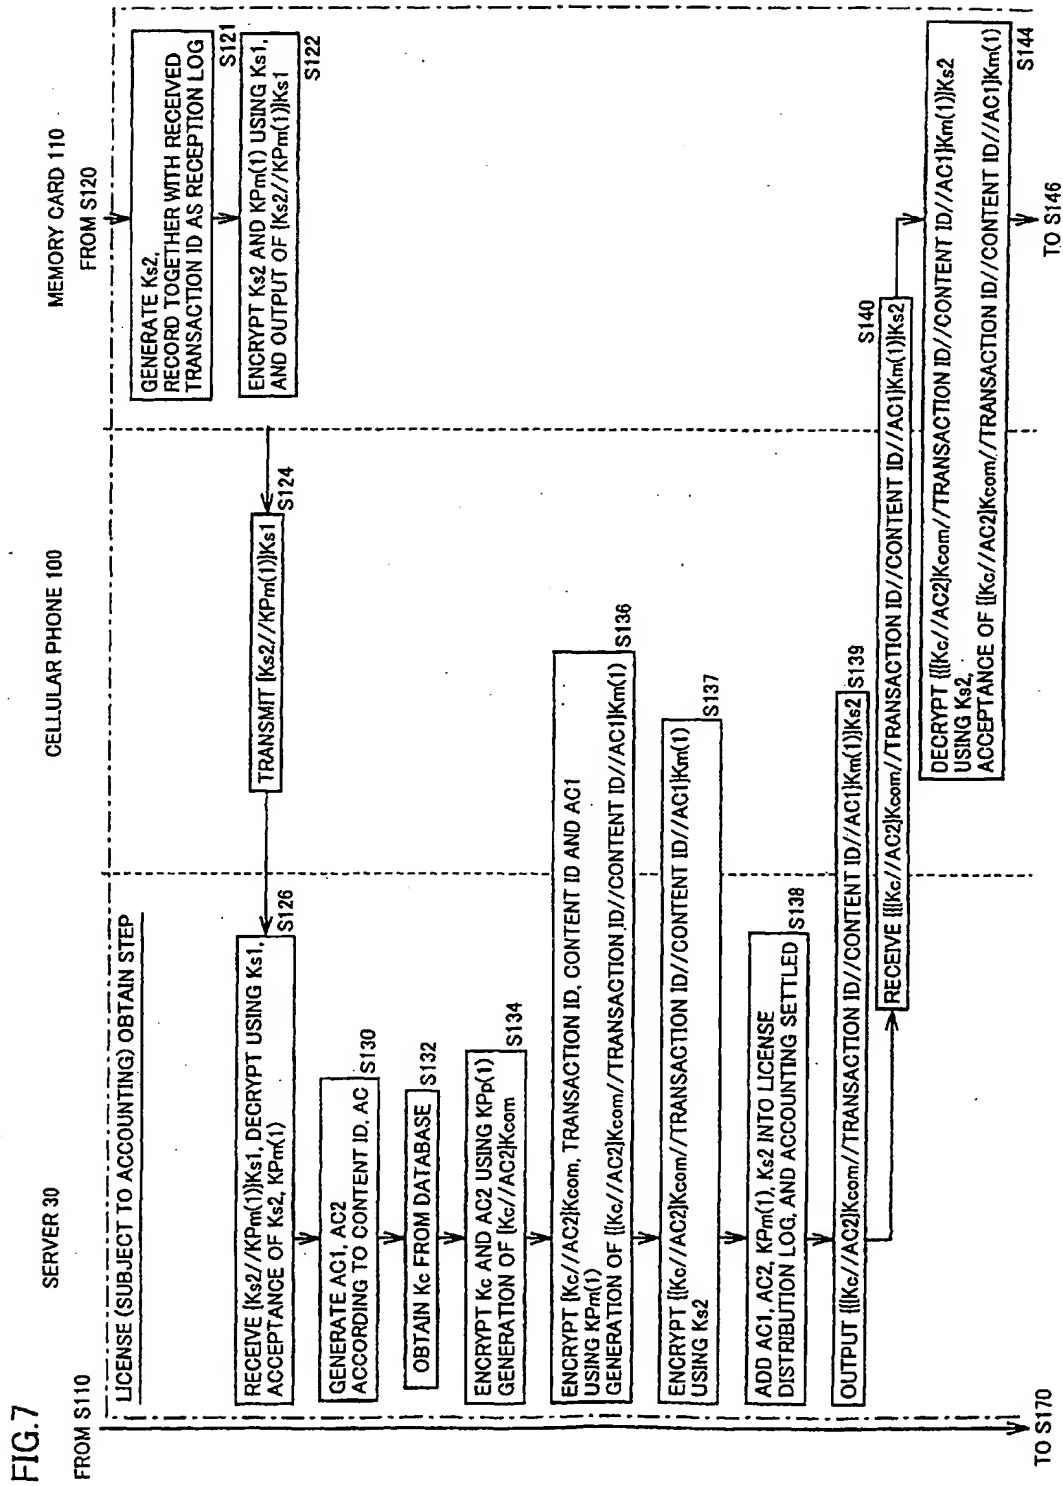 FIG.7
SERVER 30
CELLULAR PHONE 100
MEMORY CARD 110
FROM S110
FROM S120
LICENSE (SUBJECT TO ACCOUNTING) OBTAIN STEP
GENERATE Ks2,
RECORD TOGETHER WITH RECEIVED
TRANSACTION ID AS RECEPTION LOG
S121
ENCRYPT Ks2 AND KPm(1) USING Ks1,
AND OUTPUT OF {Ks2//KPm(1)}Ks1
S122
TRANSMIT {Ks2//KPm(1)}Ks1
S124
RECEIVE {Ks2//KPm(1)}Ks1, DECRYPT USING Ks1,
ACCEPTANCE OF Ks2, KPm(1)
S126
GENERATE AC1, AC2
ACCORDING TO CONTENT ID, AC
S130
OBTAIN Kc FROM DATABASE
S132
ENCRYPT Kc AND AC2 USING KPp(1)
GENERATION OF {Kc//AC2}Kcom
S134
ENCRYPT {Kc//AC2}Kcom, TRANSACTION ID, CONTENT ID AND AC1
USING KPm(1)
GENERATION OF {{Kc//AC2}Kcom//TRANSACTION ID//CONTENT ID//AC1}Km(1)
S136
ENCRYPT {{Kc//AC2}Kcom//TRANSACTION ID//CONTENT ID//AC1}Km(1)
USING Ks2
S137
ADD AC1, AC2, KPm(1), Ks2 INTO LICENSE
DISTRIBUTION LOG, AND ACCOUNTING SETTLED
S138
OUTPUT {{{Kc//AC2}Kcom//TRANSACTION ID//CONTENT ID//AC1}Km(1)}Ks2
S139
RECEIVE {{{Kc//AC2}Kcom//TRANSACTION ID//CONTENT ID//AC1}Km(1)}Ks2
S140
DECRYPT {{{Kc//AC2}Kcom//TRANSACTION ID//CONTENT ID//AC1}Km(1)}Ks2
USING Ks2,
ACCEPTANCE OF {{Kc//AC2}Kcom//TRANSACTION ID//CONTENT ID//AC1}Km(1)
S144
TO S170
TO S146